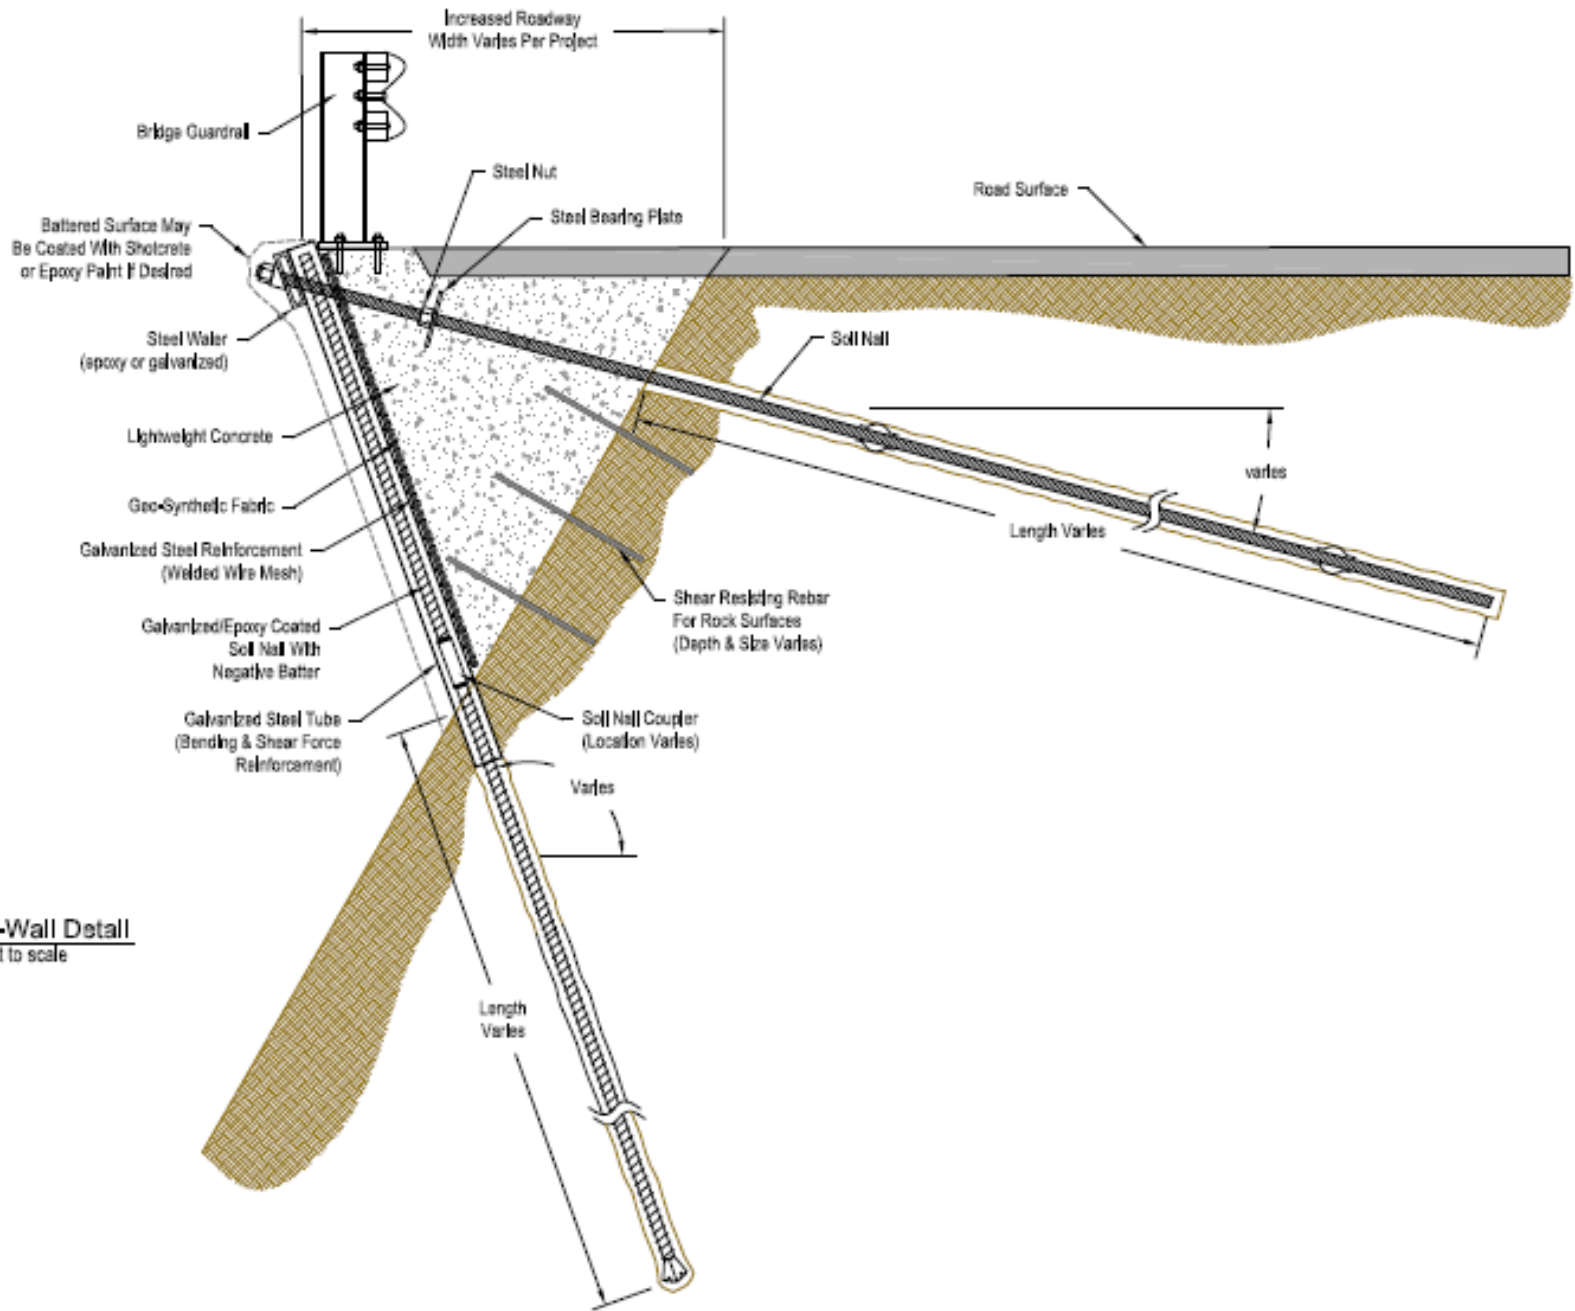 Increased Roadway
Width Varies Per Project
Bridge Guardrail
Steel Nut
Steel Bearing Plate
Road Surface
Battered Surface May
Be Coated With Shotcrete
or Epoxy Paint If Desired
Steel Waler
(epoxy or galvanized)
Soil Nail
Lightweight Concrete
varies
Geo-Synthetic Fabric
Length Varies
Galvanized Steel Reinforcement
(Welded Wire Mesh)
Shear Resisting Rebar
For Rock Surfaces
(Depth & Size Varies)
Galvanized/Epoxy Coated
Soil Nail With
Negative Batter
Galvanized Steel Tube
(Bending & Shear Force
Reinforcement)
Soil Nail Coupler
(Location Varies)
Varies
-Wall Detail
t to scale
Length
Varies